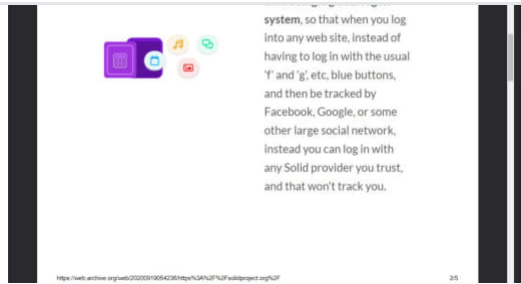 system, so that when you log
into any web site, instead of
having to log in with the usual
'f' and 'g', etc, blue buttons,
and then be tracked by
Facebook, Google, or some
other large social network,
instead you can log in with
any Solid provider you trust,
and that won't track you.
https://web.archive.org/web/20200919054236/https%3A%2F%2Fsolidproject.org%2F
2/5